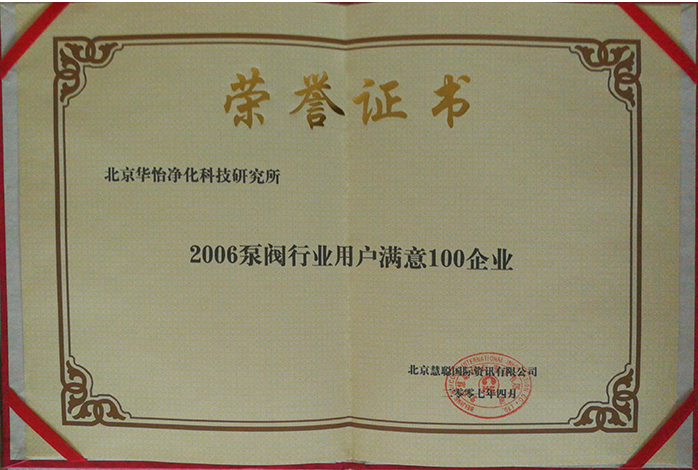 荣誉证书
北京华怡净化科技研究所
2006泵阀行业用户满意100企业
北京慧聪国际资讯有限公司
二零零七年四月
INTERNATIONAL